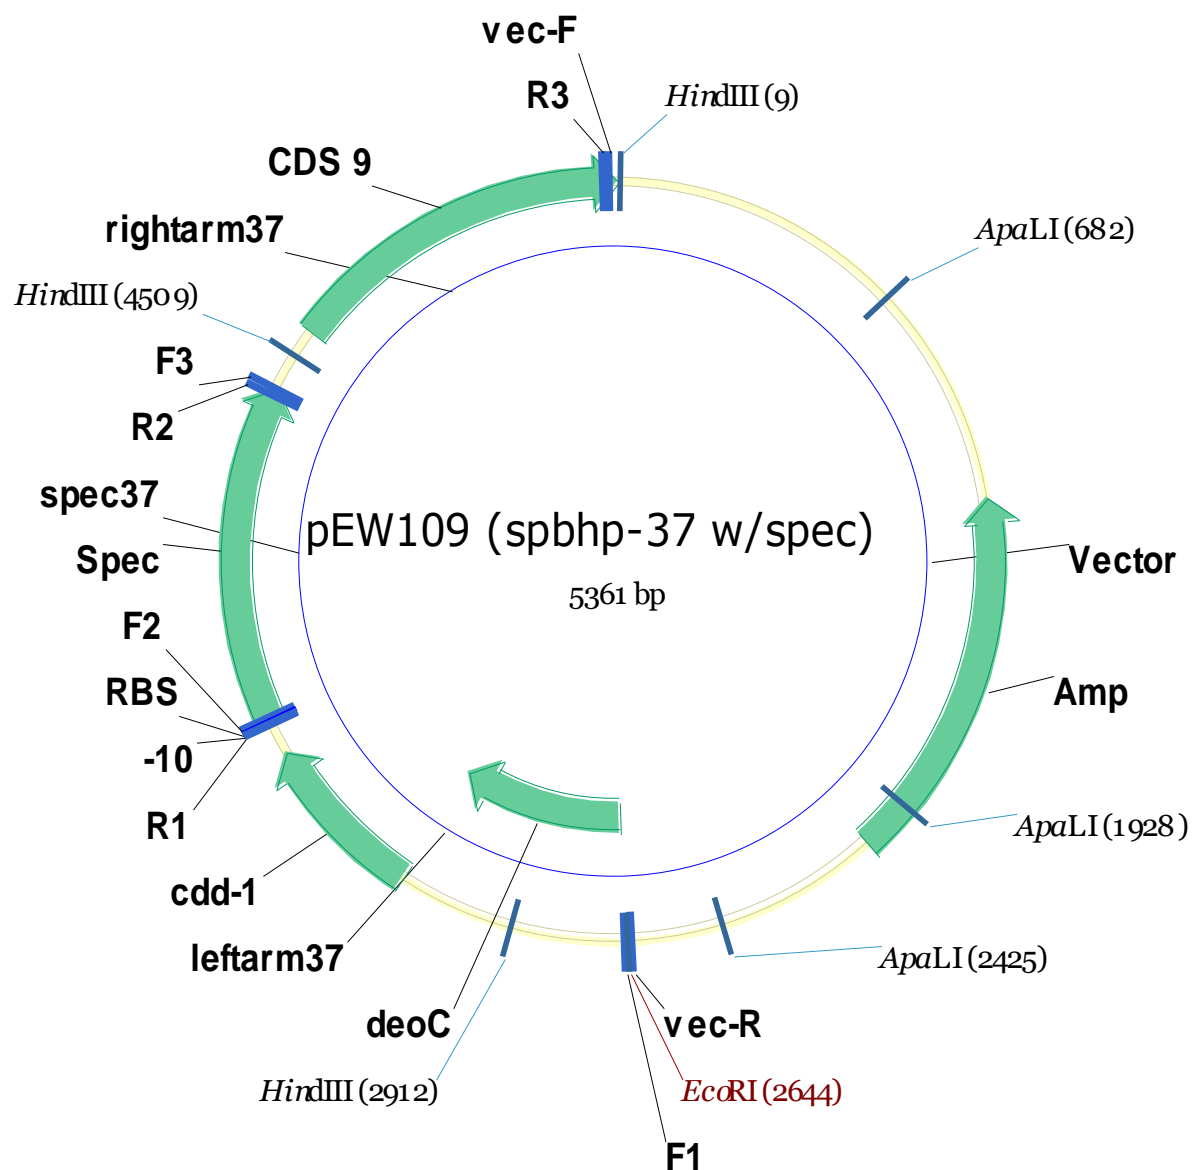 vec-F
R3
HindIII (9)
CDS 9
rightarm37
ApaLI (682)
HindIII (4509)
F3
R2
spec37
pEW109 (spbhp-37 w/spec)
Spec
5361 bp
Vector
F2
RBS
Amp
-10
R1
ApaLI (1928)
cdd-1
leftarm37
ApaLI (2425)
deoC
vec-R
HindIII (2912)
EcoRI (2644)
F1